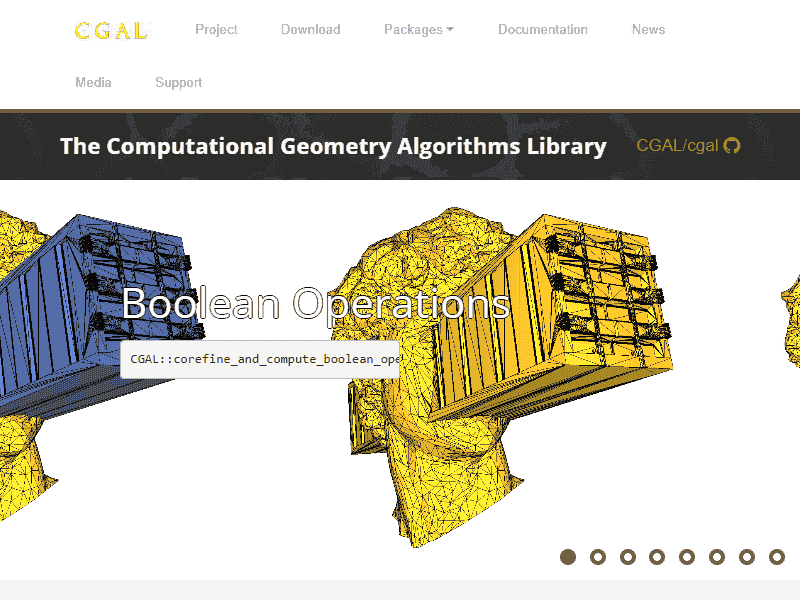 CGAL Project Download Packages Documentation News
Media Support
The Computational Geometry Algorithms Library CGAL/cgal
Boolean Operations
CGAL::corefine_and_compute_boolean_ope